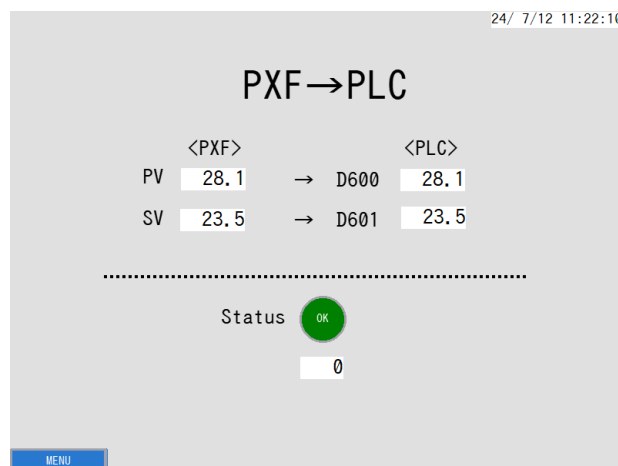 24/ 7/12 11:22:10
PXF→PLC
<PXF> <PLC>
PV 28.1 → D600 28.1
SV 23.5 → D601 23.5
Status OK
0
MENU